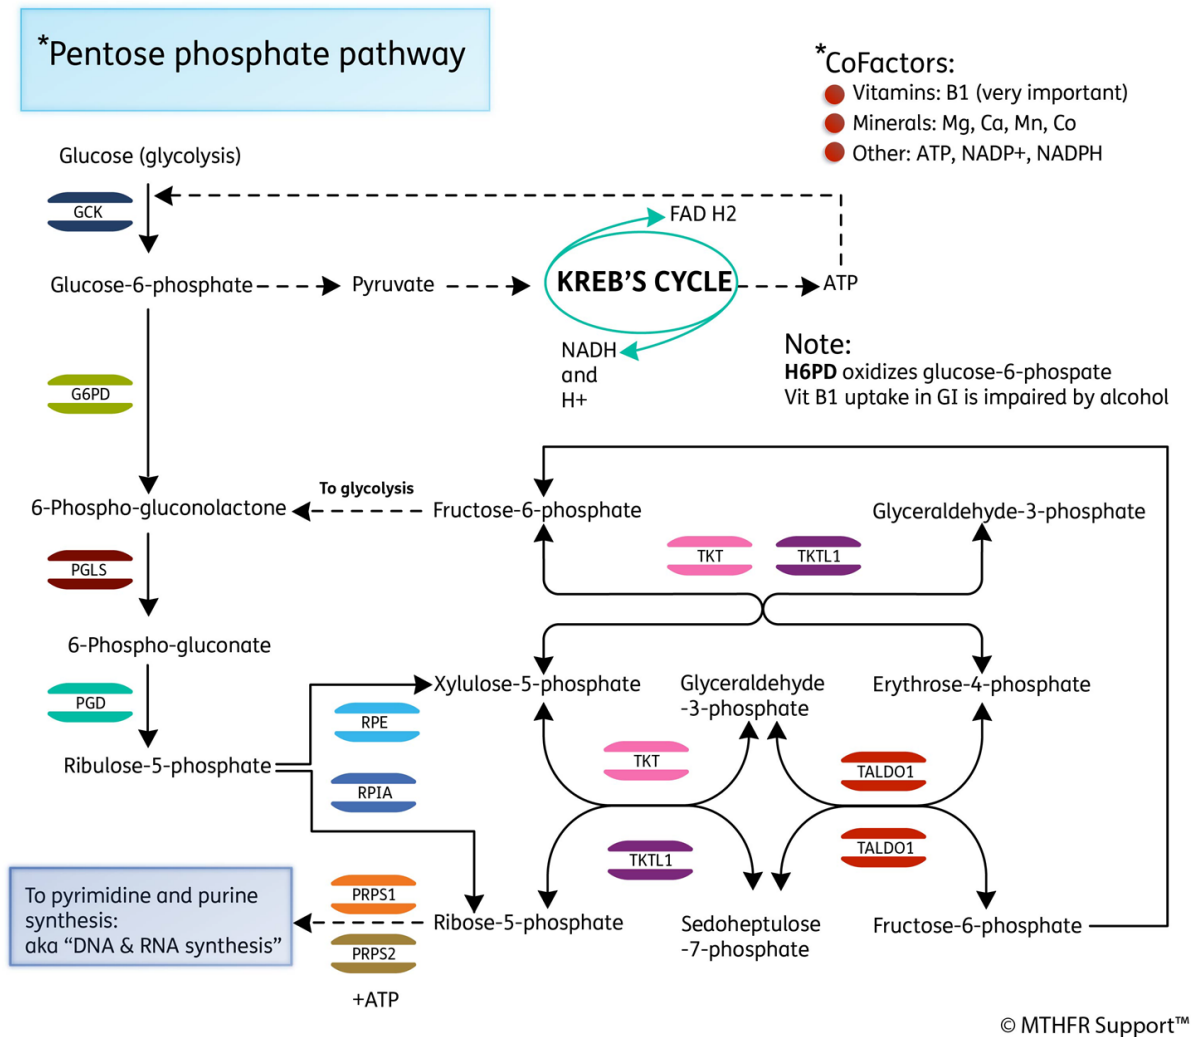 *Pentose phosphate pathway
*CoFactors:
Vitamins: B1 (very important)
Minerals: Mg, Ca, Mn, Co
Other: ATP, NADP+, NADPH
Glucose (glycolysis)
GCK
FAD H2
Glucose-6-phosphate
Pyruvate
KREB'S CYCLE
ATP
NADH
and
H+
Note:
H6PD oxidizes glucose-6-phospate
Vit B1 uptake in GI is impaired by alcohol
G6PD
6-Phospho-gluconolactone
To glycolysis
Fructose-6-phosphate
Glyceraldehyde-3-phosphate
TKT
TKTL1
PGLS
6-Phospho-gluconate
PGD
Xylulose-5-phosphate
Glyceraldehyde
-3-phosphate
Erythrose-4-phosphate
RPE
Ribulose-5-phosphate
RPIA
TKT
TALDO1
TKTL1
TALDO1
To pyrimidine and purine
synthesis:
aka "DNA & RNA synthesis"
PRPS1
PRPS2
+ATP
Ribose-5-phosphate
Sedoheptulose
-7-phosphate
Fructose-6-phosphate
© MTHFR Support™